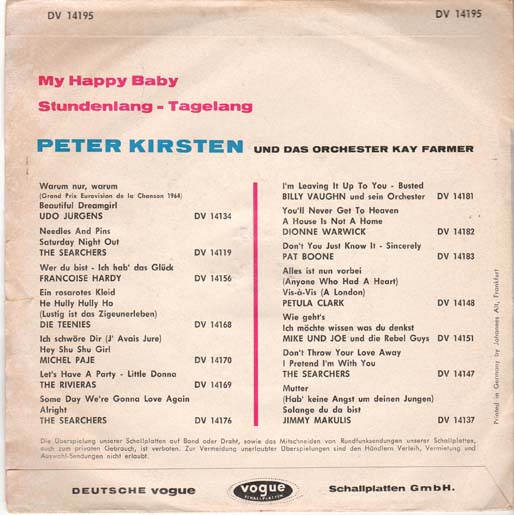 DV 14195
DV 14195
My Happy Baby
Stundenlang - Tagelang
PETER KIRSTEN UND DAS ORCHESTER KAY FARMER
Warum nur, warum
(Grand Prix Eurovision de la Chanson 1964)
Beautiful Dreamgirl
UDO JURGENS DV 14134
Needles And Pins
Saturday Night Out
THE SEARCHERS DV 14119
Wer du bist - Ich hab' das Glück
FRANCOISE HARDY DV 14156
Ein rosarotes Kleid
He Hully Hully Ho
(Lustig ist das Zigeunerleben)
DIE TEENIES DV 14168
Ich schwöre Dir (J' Avais Jure)
Hey Shu Shu Girl
MICHEL PAJE DV 14170
Let's Have A Party - Little Donna
THE RIVIERAS DV 14169
Some Day We're Gonna Love Again
Alright
THE SEARCHERS DV 14176
I'm Leaving It Up To You - Busted
BILLY VAUGHN und sein Orchester DV 14181
You'll Never Get To Heaven
A House Is Not A Home
DIONNE WARWICK DV 14182
Don't You Just Know It - Sincerely
PAT BOONE DV 14183
Alles ist nun vorbei
(Anyone Who Had A Heart)
Vis-à-Vis (A London)
PETULA CLARK DV 14148
Wie geht's
Ich möchte wissen was du denkst
MIKE UND JOE und die Rebel Guys DV 14151
Don't Throw Your Love Away
I Pretend I'm With You
THE SEARCHERS DV 14147
Mutter
(Hab' keine Angst um deinen Jungen)
Solange du da bist
JIMMY MAKULIS DV 14137
Printed in Germany by Johannes Alt, Frankfurt
Die Überspielung unserer Schallplatten auf Band oder Draht, sowie das Mitschneiden von Rundfunksendungen unserer Schallplatten,
auch zum privaten Gebrauch, ist verboten. Zur Vermeidung unerlaubter Überspielungen sind den Händlern Verleih, Vermietung und
Auswahl-Sendungen nicht erlaubt.
DEUTSCHE vogue vogue SCHALLPLATTEN Schallplatten GmbH.